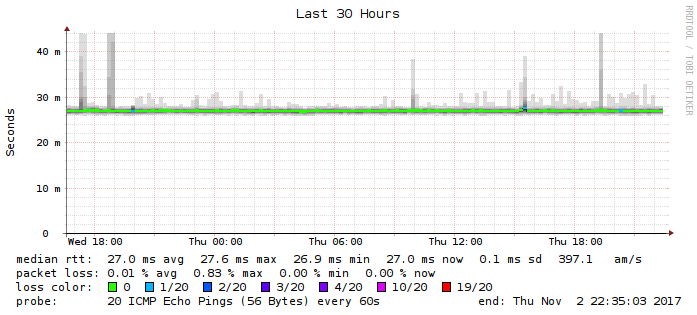 Last 30 Hours
RRDTOOL / TOBI OETIKER
Seconds
40 m
30 m
20 m
10 m
0
Wed 18:00 Thu 00:00 Thu 06:00 Thu 12:00 Thu 18:00
median rtt: 27.0 ms avg 27.6 ms max 26.9 ms min 27.0 ms now 0.1 ms sd 397.1 am/s
packet loss: 0.01 % avg 0.83 % max 0.00 % min 0.00 % now
loss color: 0 1/20 2/20 3/20 4/20 10/20 19/20
probe: 20 ICMP Echo Pings (56 Bytes) every 60s end: Thu Nov 2 22:35:03 2017